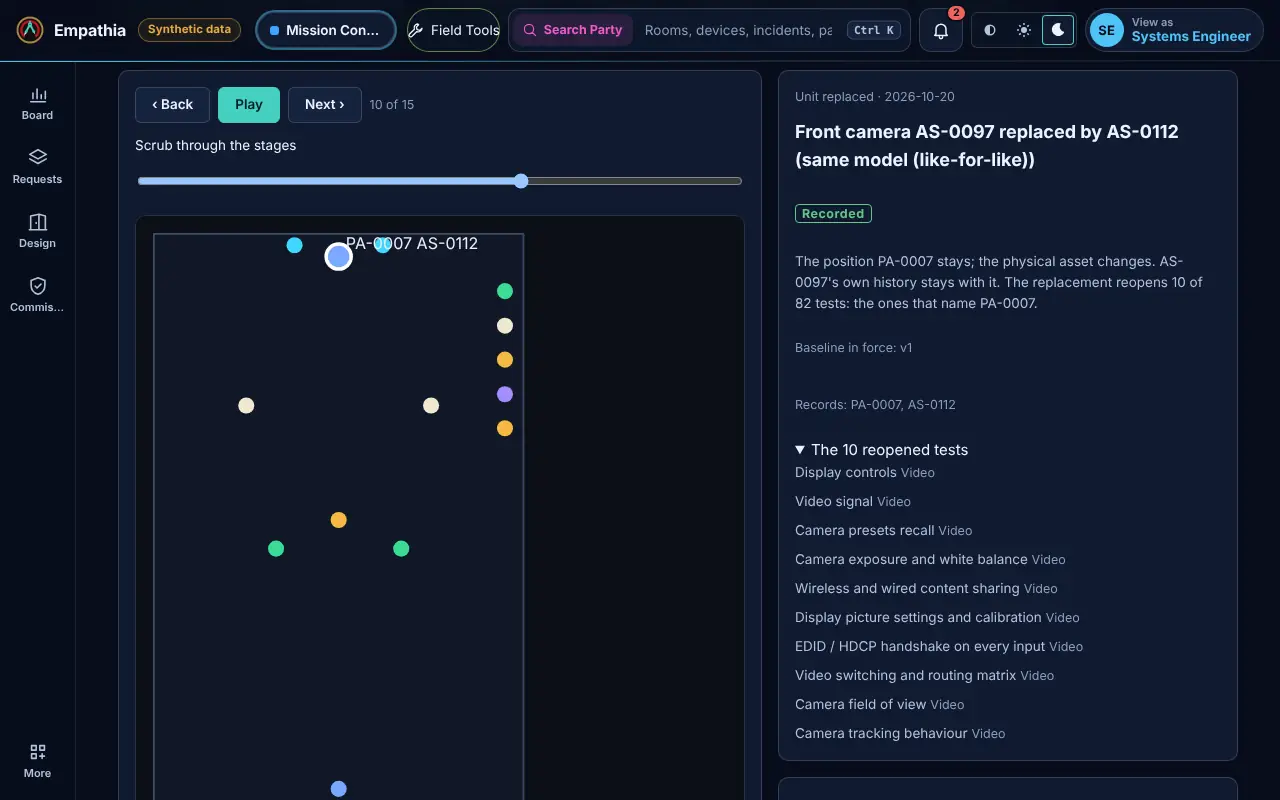 Empathia
Synthetic data
Mission Con...
Field Tools
Search Party
Rooms, devices, incidents, pa
Ctrl K
2
SE
View as
Systems Engineer
Board
Requests
Design
Commis...
More
‹ Back
Play
Next ›
10 of 15
Scrub through the stages
PA-0007 AS-0112
Unit replaced · 2026-10-20
Front camera AS-0097 replaced by AS-0112
(same model (like-for-like))
Recorded
The position PA-0007 stays; the physical asset changes. AS-
0097's own history stays with it. The replacement reopens 10 of
82 tests: the ones that name PA-0007.
Baseline in force: v1
Records: PA-0007, AS-0112
▼ The 10 reopened tests
Display controls Video
Video signal Video
Camera presets recall Video
Camera exposure and white balance Video
Wireless and wired content sharing Video
Display picture settings and calibration Video
EDID / HDCP handshake on every input Video
Video switching and routing matrix Video
Camera field of view Video
Camera tracking behaviour Video